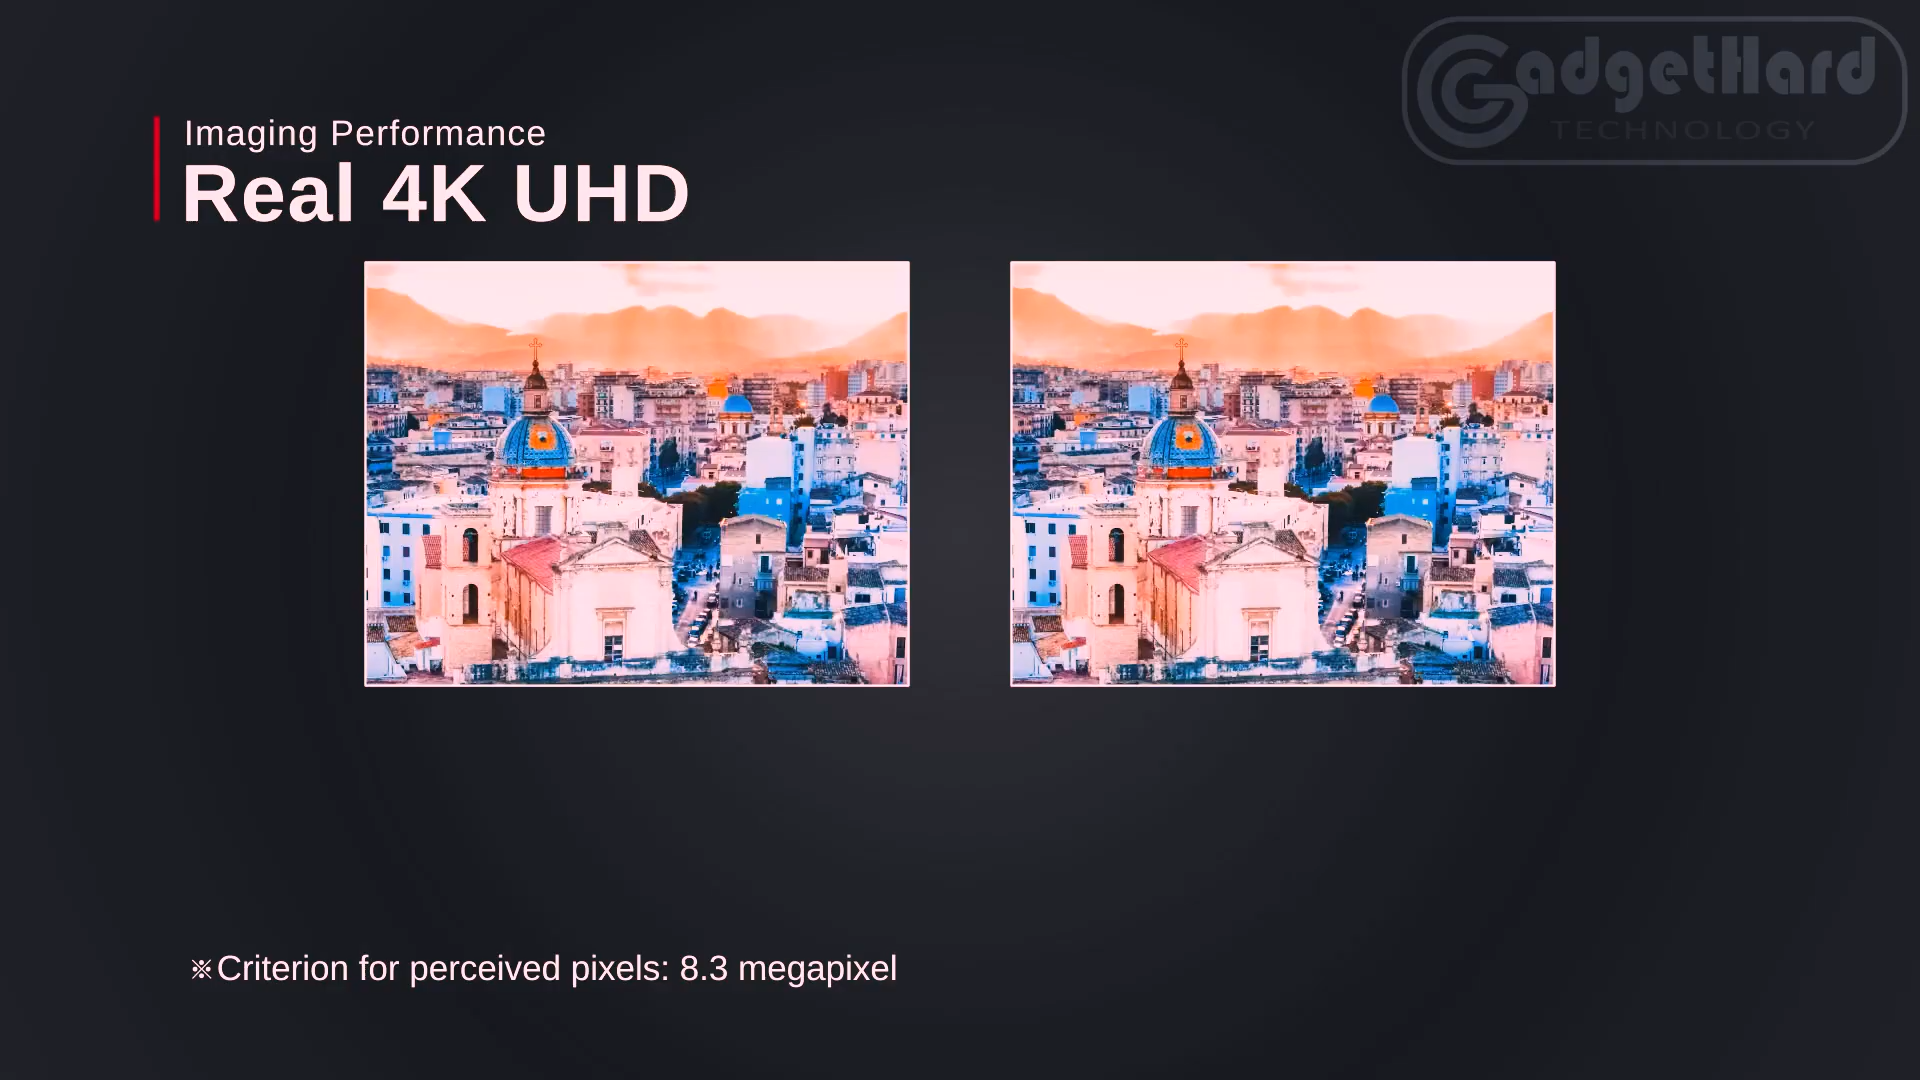 GadgetHard
TECHNOLOGY
Imaging Performance
Real 4K UHD
※Criterion for perceived pixels: 8.3 megapixel